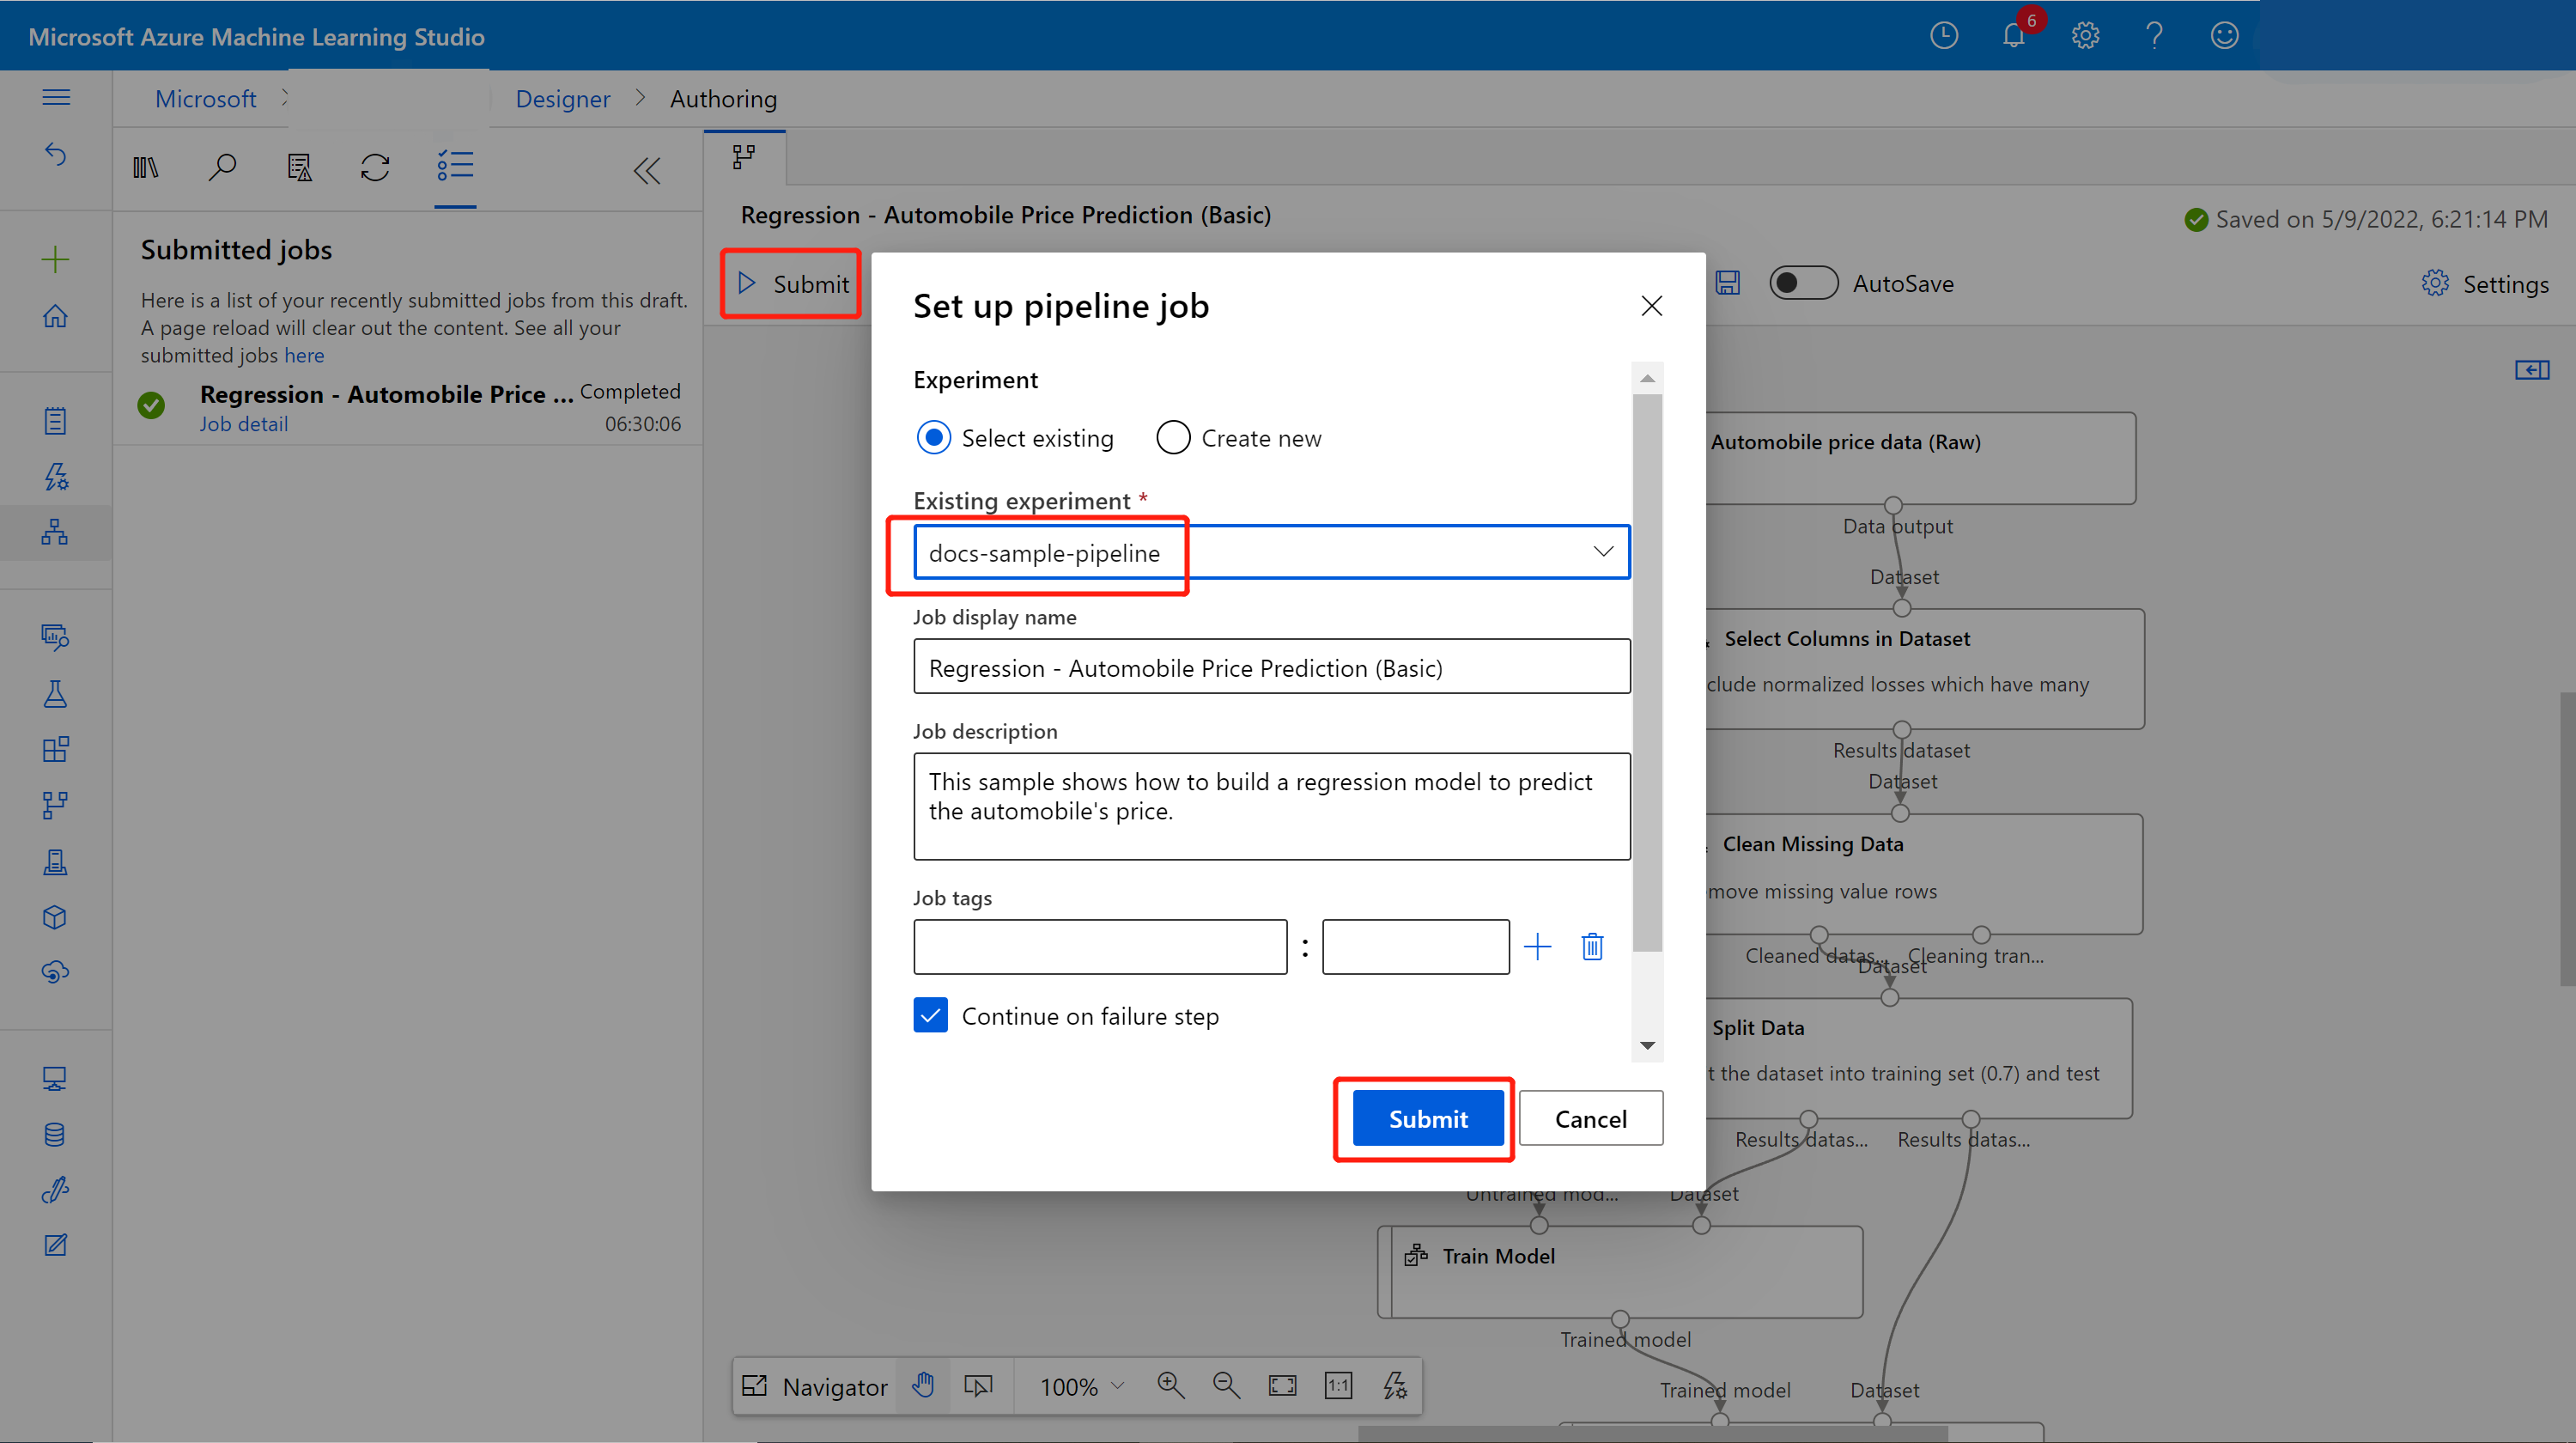 Microsoft Azure Machine Learning Studio
6
Microsoft
Designer
Authoring
Submitted jobs
Here is a list of your recently submitted jobs from this draft.
A page reload will clear out the content. See all your
submitted jobs here
Regression - Automobile Price ...
Completed
Job detail
06:30:06
Regression - Automobile Price Prediction (Basic)
Saved on 5/9/2022, 6:21:14 PM
Submit
AutoSave
Settings
Set up pipeline job
Experiment
Select existing
Create new
Existing experiment *
docs-sample-pipeline
Job display name
Regression - Automobile Price Prediction (Basic)
Job description
This sample shows how to build a regression model to predict
the automobile's price.
Job tags
:
Continue on failure step
Submit
Cancel
Automobile price data (Raw)
Data output
Dataset
Select Columns in Dataset
clude normalized losses which have many
Results dataset
Dataset
Clean Missing Data
move missing value rows
Cleaned datas...
Cleaning tran...
Dataset
Split Data
t the dataset into training set (0.7) and test
Results datas...
Results datas...
Untrained mod...
Dataset
Train Model
Trained model
Trained model
Dataset
Navigator
100%
1:1